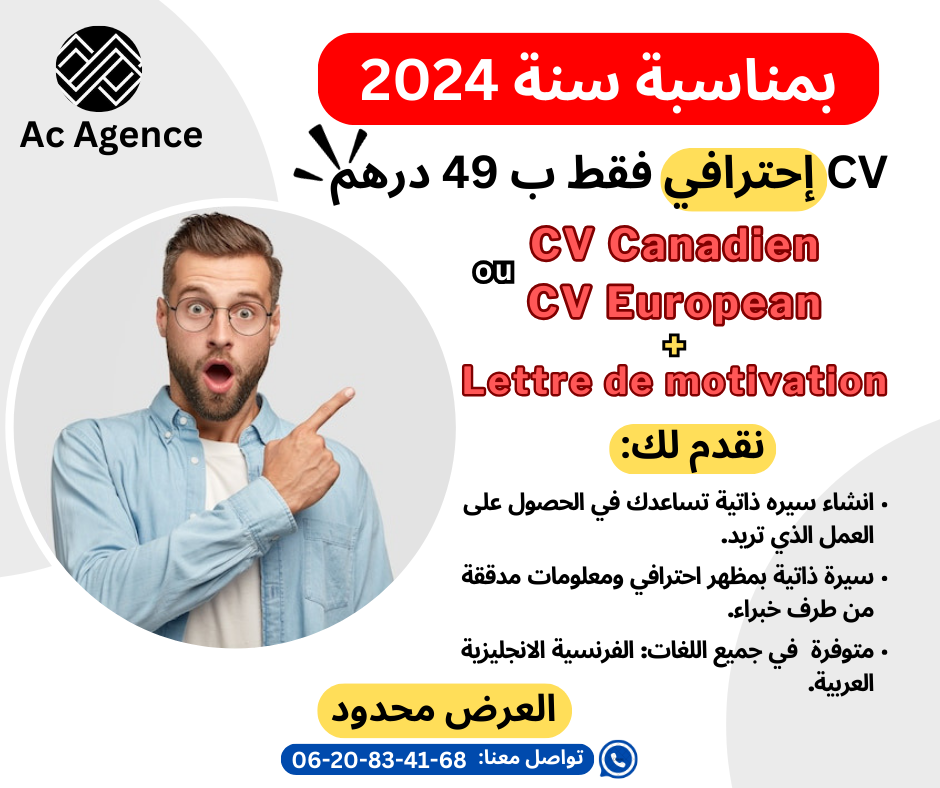 Ac Agence
بمناسبة سنة 2024
CV إحترافي فقط ب 49 درهم
CV Canadien
ou
CV European
+
Lettre de motivation
نقدم لك:
• انشاء سيره ذاتية تساعدك في الحصول على
العمل الذي تريد.
• سيرة ذاتية بمظهر احترافي ومعلومات مدققة
من طرف خبراء.
• متوفرة في جميع اللغات: الفرنسية الانجليزية
العربية.
العرض محدود
تواصل معنا: 06-20-83-41-68